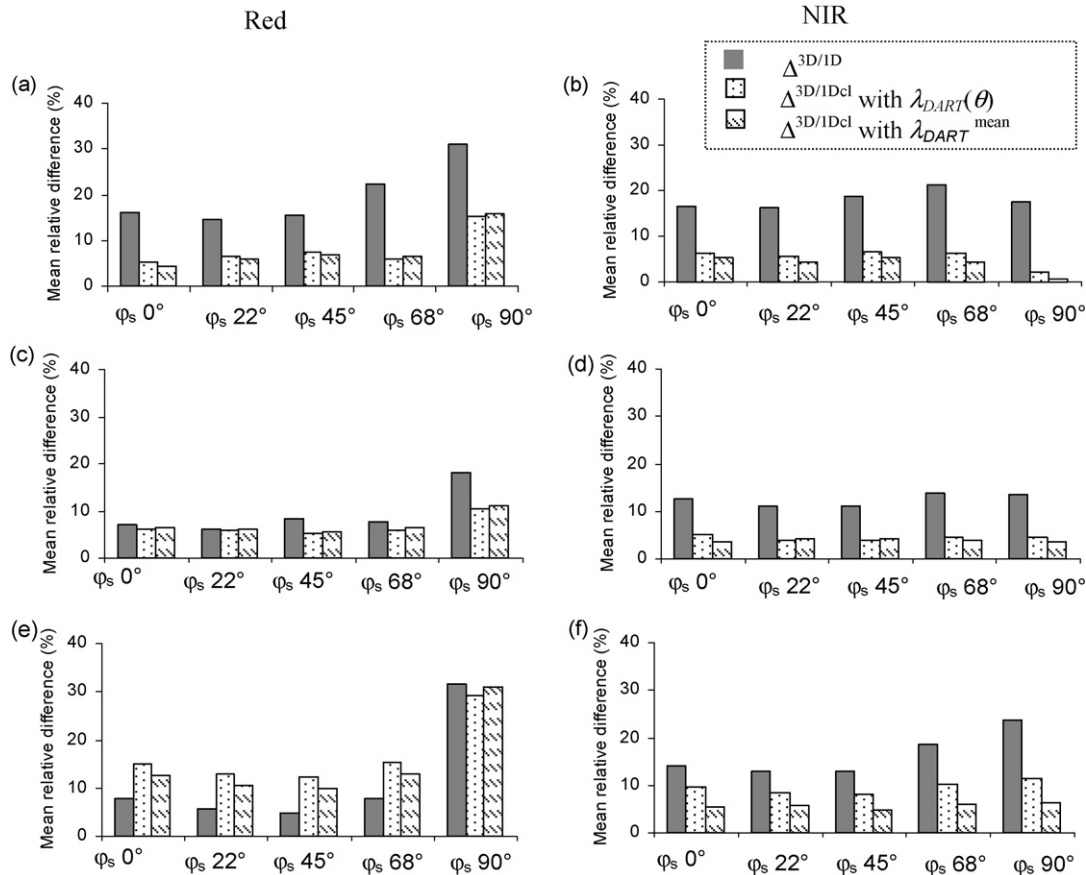 Red
NIR
Δ3D/1D
Δ3D/1Dcl with λDART(θ)
Δ3D/1Dcl with λDART mean
(a)
Mean relative difference (%)
40
30
20
10
0
φs 0°
φs 22°
φs 45°
φs 68°
φs 90°
(b)
Mean relative difference (%)
40
30
20
10
0
φs 0°
φs 22°
φs 45°
φs 68°
φs 90°
(c)
Mean relative difference (%)
40
30
20
10
0
φs 0°
φs 22°
φs 45°
φs 68°
φs 90°
(d)
Mean relative difference (%)
40
30
20
10
0
φs 0°
φs 22°
φs 45°
φs 68°
φs 90°
(e)
Mean relative difference (%)
40
30
20
10
0
φs 0°
φs 22°
φs 45°
φs 68°
φs 90°
(f)
Mean relative difference (%)
40
30
20
10
0
φs 0°
φs 22°
φs 45°
φs 68°
φs 90°